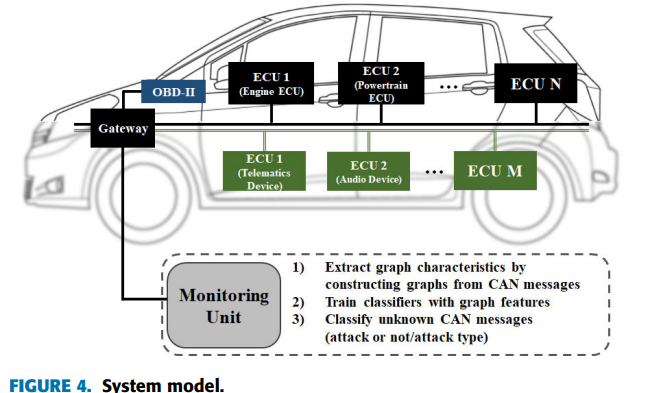 OBD-II
ECU 1
(Engine ECU)
ECU 2
(Powertrain
ECU)
...
ECU N
Gateway
ECU 1
(Telematics
Device)
ECU 2
(Audio Device)
...
ECU M
Monitoring
Unit
1) Extract graph characteristics by
constructing graphs from CAN messages
2) Train classifiers with graph features
3) Classify unknown CAN messages
(attack or not/attack type)
FIGURE 4. System model.